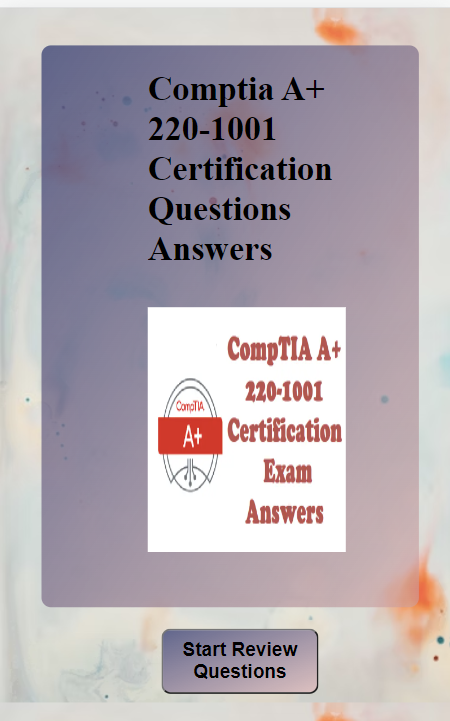 Comptia A+
220-1001
Certification
Questions
Answers
CompTIA A+
220-1001
Certification
Exam
Answers
CompTIA
A+
Start Review
Questions